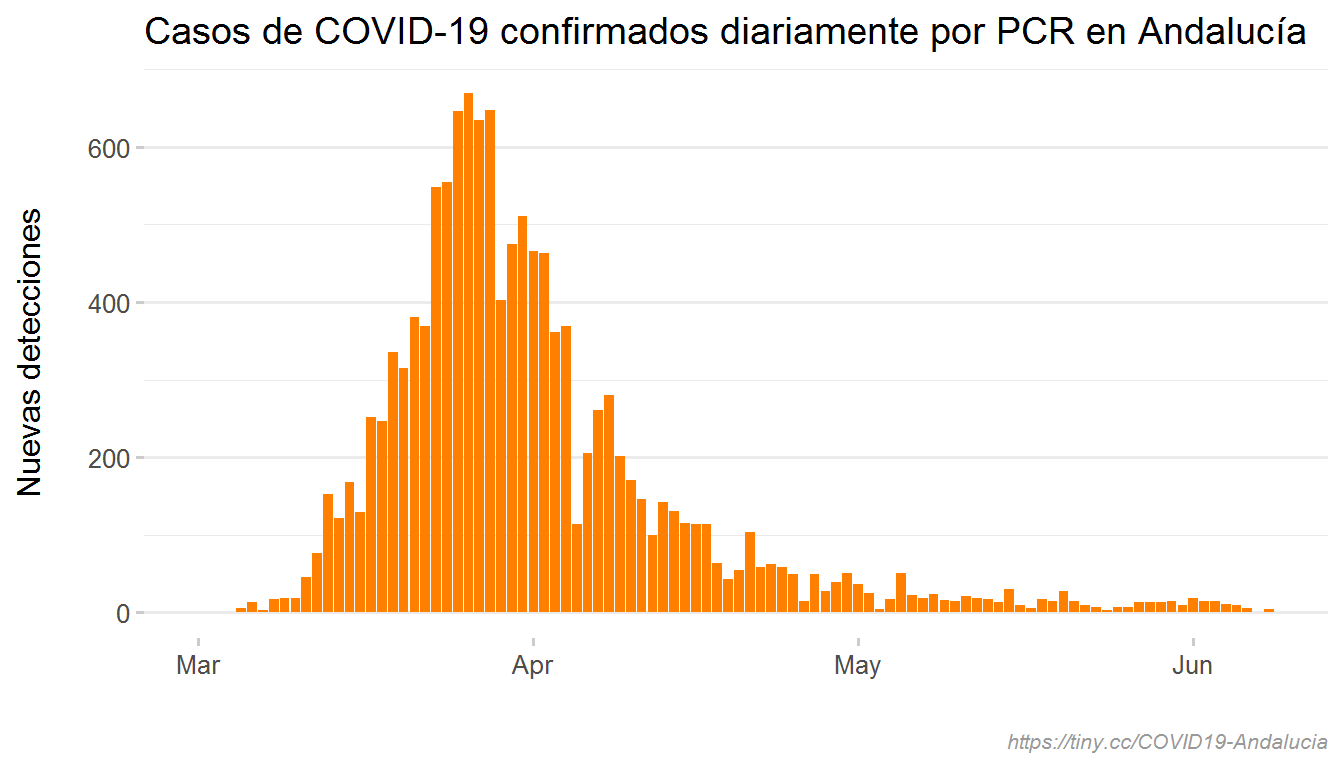 Casos de COVID-19 confirmados diariamente por PCR en Andalucía
Nuevas detecciones
600
400
200
0
Mar Apr May Jun
https://tiny.cc/COVID19-Andalucia